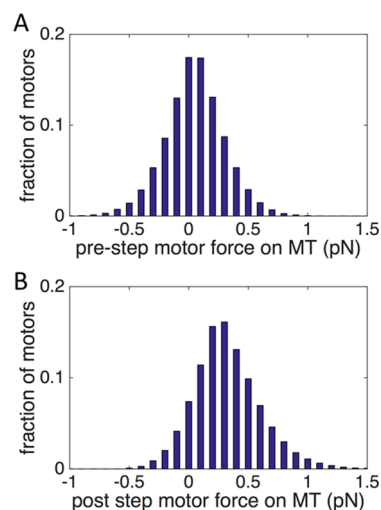 A
fraction of motors
0.2
0.1
0
-1 -0.5 0 0.5 1 1.5
pre-step motor force on MT (pN)
B
fraction of motors
0.2
0.1
0
-1 -0.5 0 0.5 1 1.5
post step motor force on MT (pN)